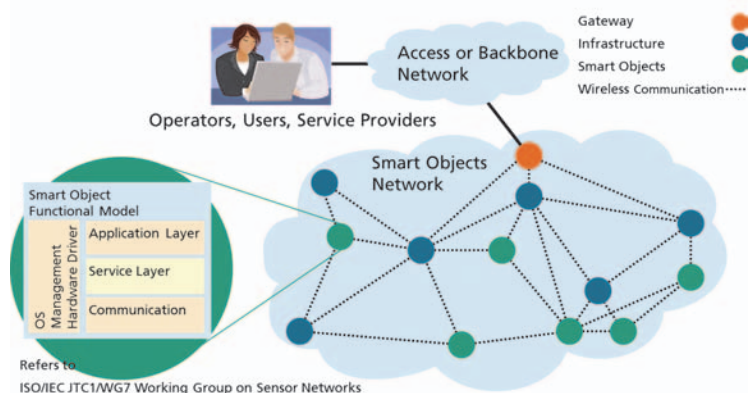 Gateway
Infrastructure
Smart Objects
Wireless Communication
Access or Backbone
Network
Operators, Users, Service Providers
Smart Objects
Network
Smart Object
Functional Model
OS
Management
Hardware Driver
Application Layer
Service Layer
Communication
Refers to
ISO/IEC JTC1/WG7 Working Group on Sensor Networks